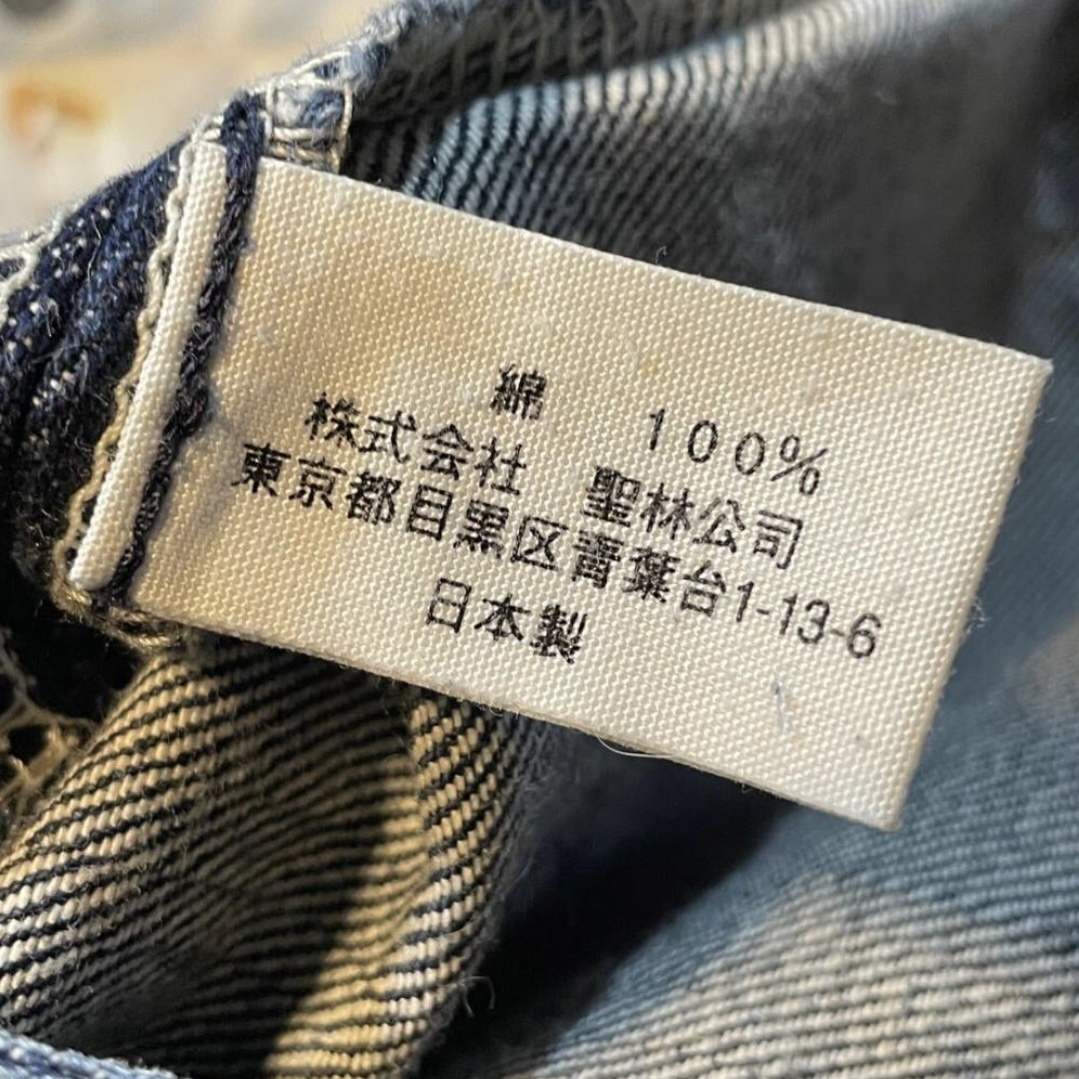 綿 100%
株式会社 聖林公司
東京都目黒区青葉台1-13-6
日本製